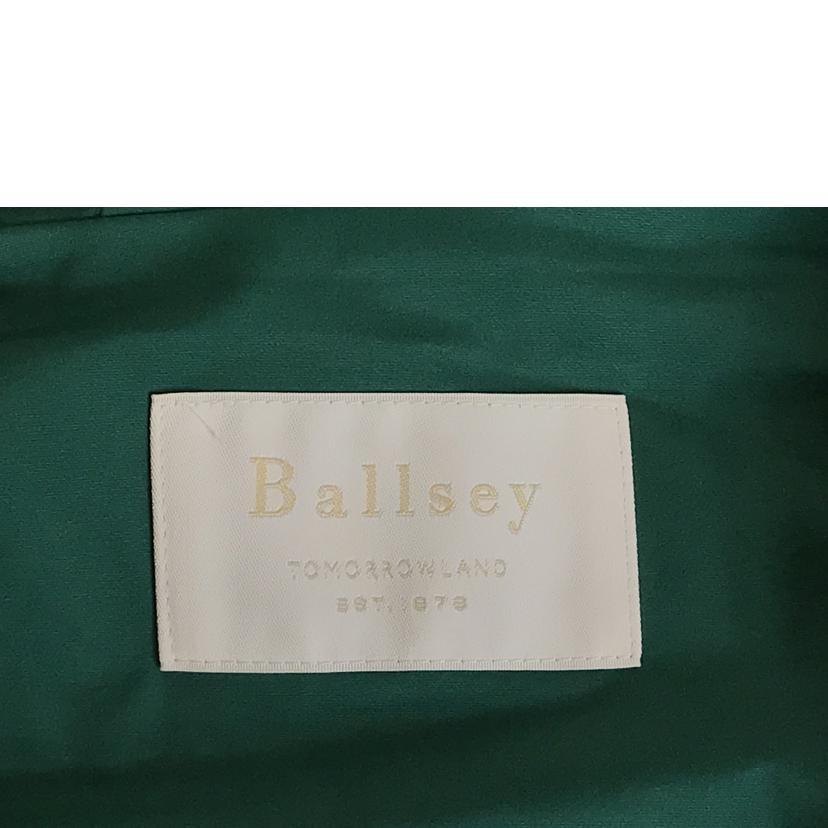 Ballsey
TOMORROWLAND
EST. 1978